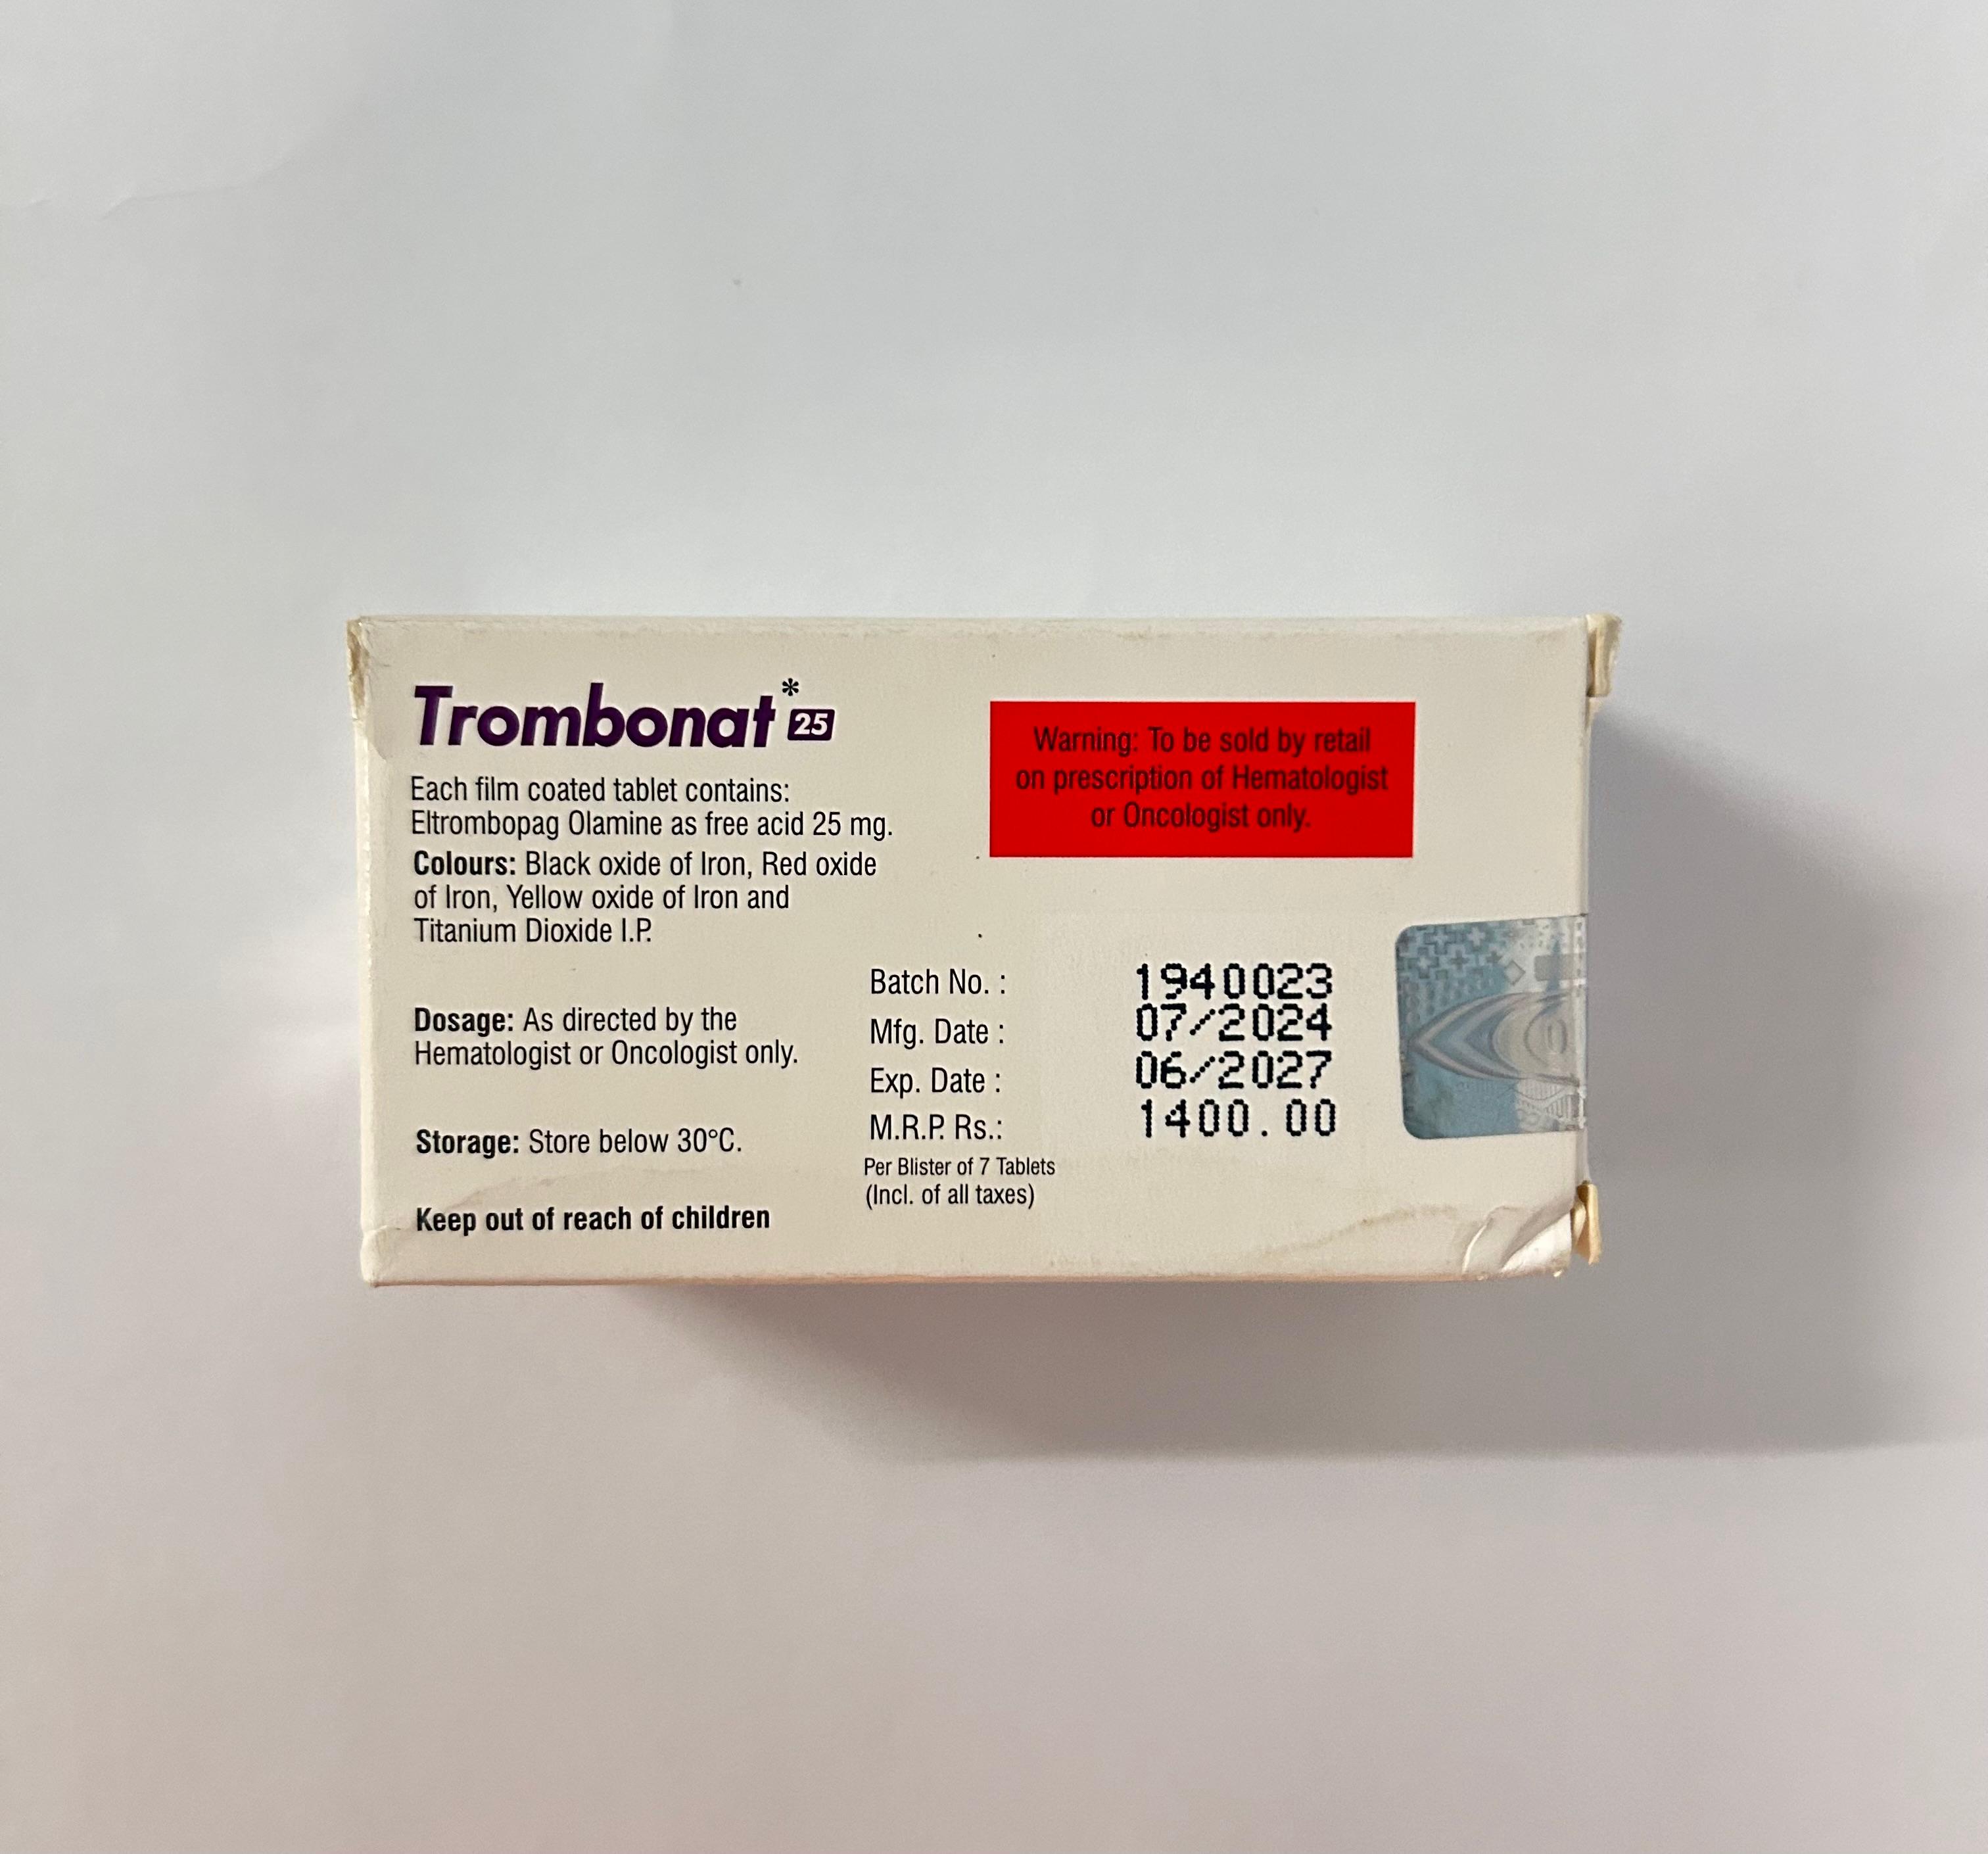 Trombonat* 25
Each film coated tablet contains:
Eltrombopag Olamine as free acid 25 mg.
Colours: Black oxide of Iron, Red oxide
of Iron, Yellow oxide of Iron and
Titanium Dioxide I.P.
Dosage: As directed by the
Hematologist or Oncologist only.
Storage: Store below 30°C.
Keep out of reach of children
Warning: To be sold by retail
on prescription of Hematologist
or Oncologist only.
Batch No. : 1940023
Mfg. Date : 07/2024
Exp. Date : 06/2027
M.R.P. Rs.: 1400.00
Per Blister of 7 Tablets
(Incl. of all taxes)